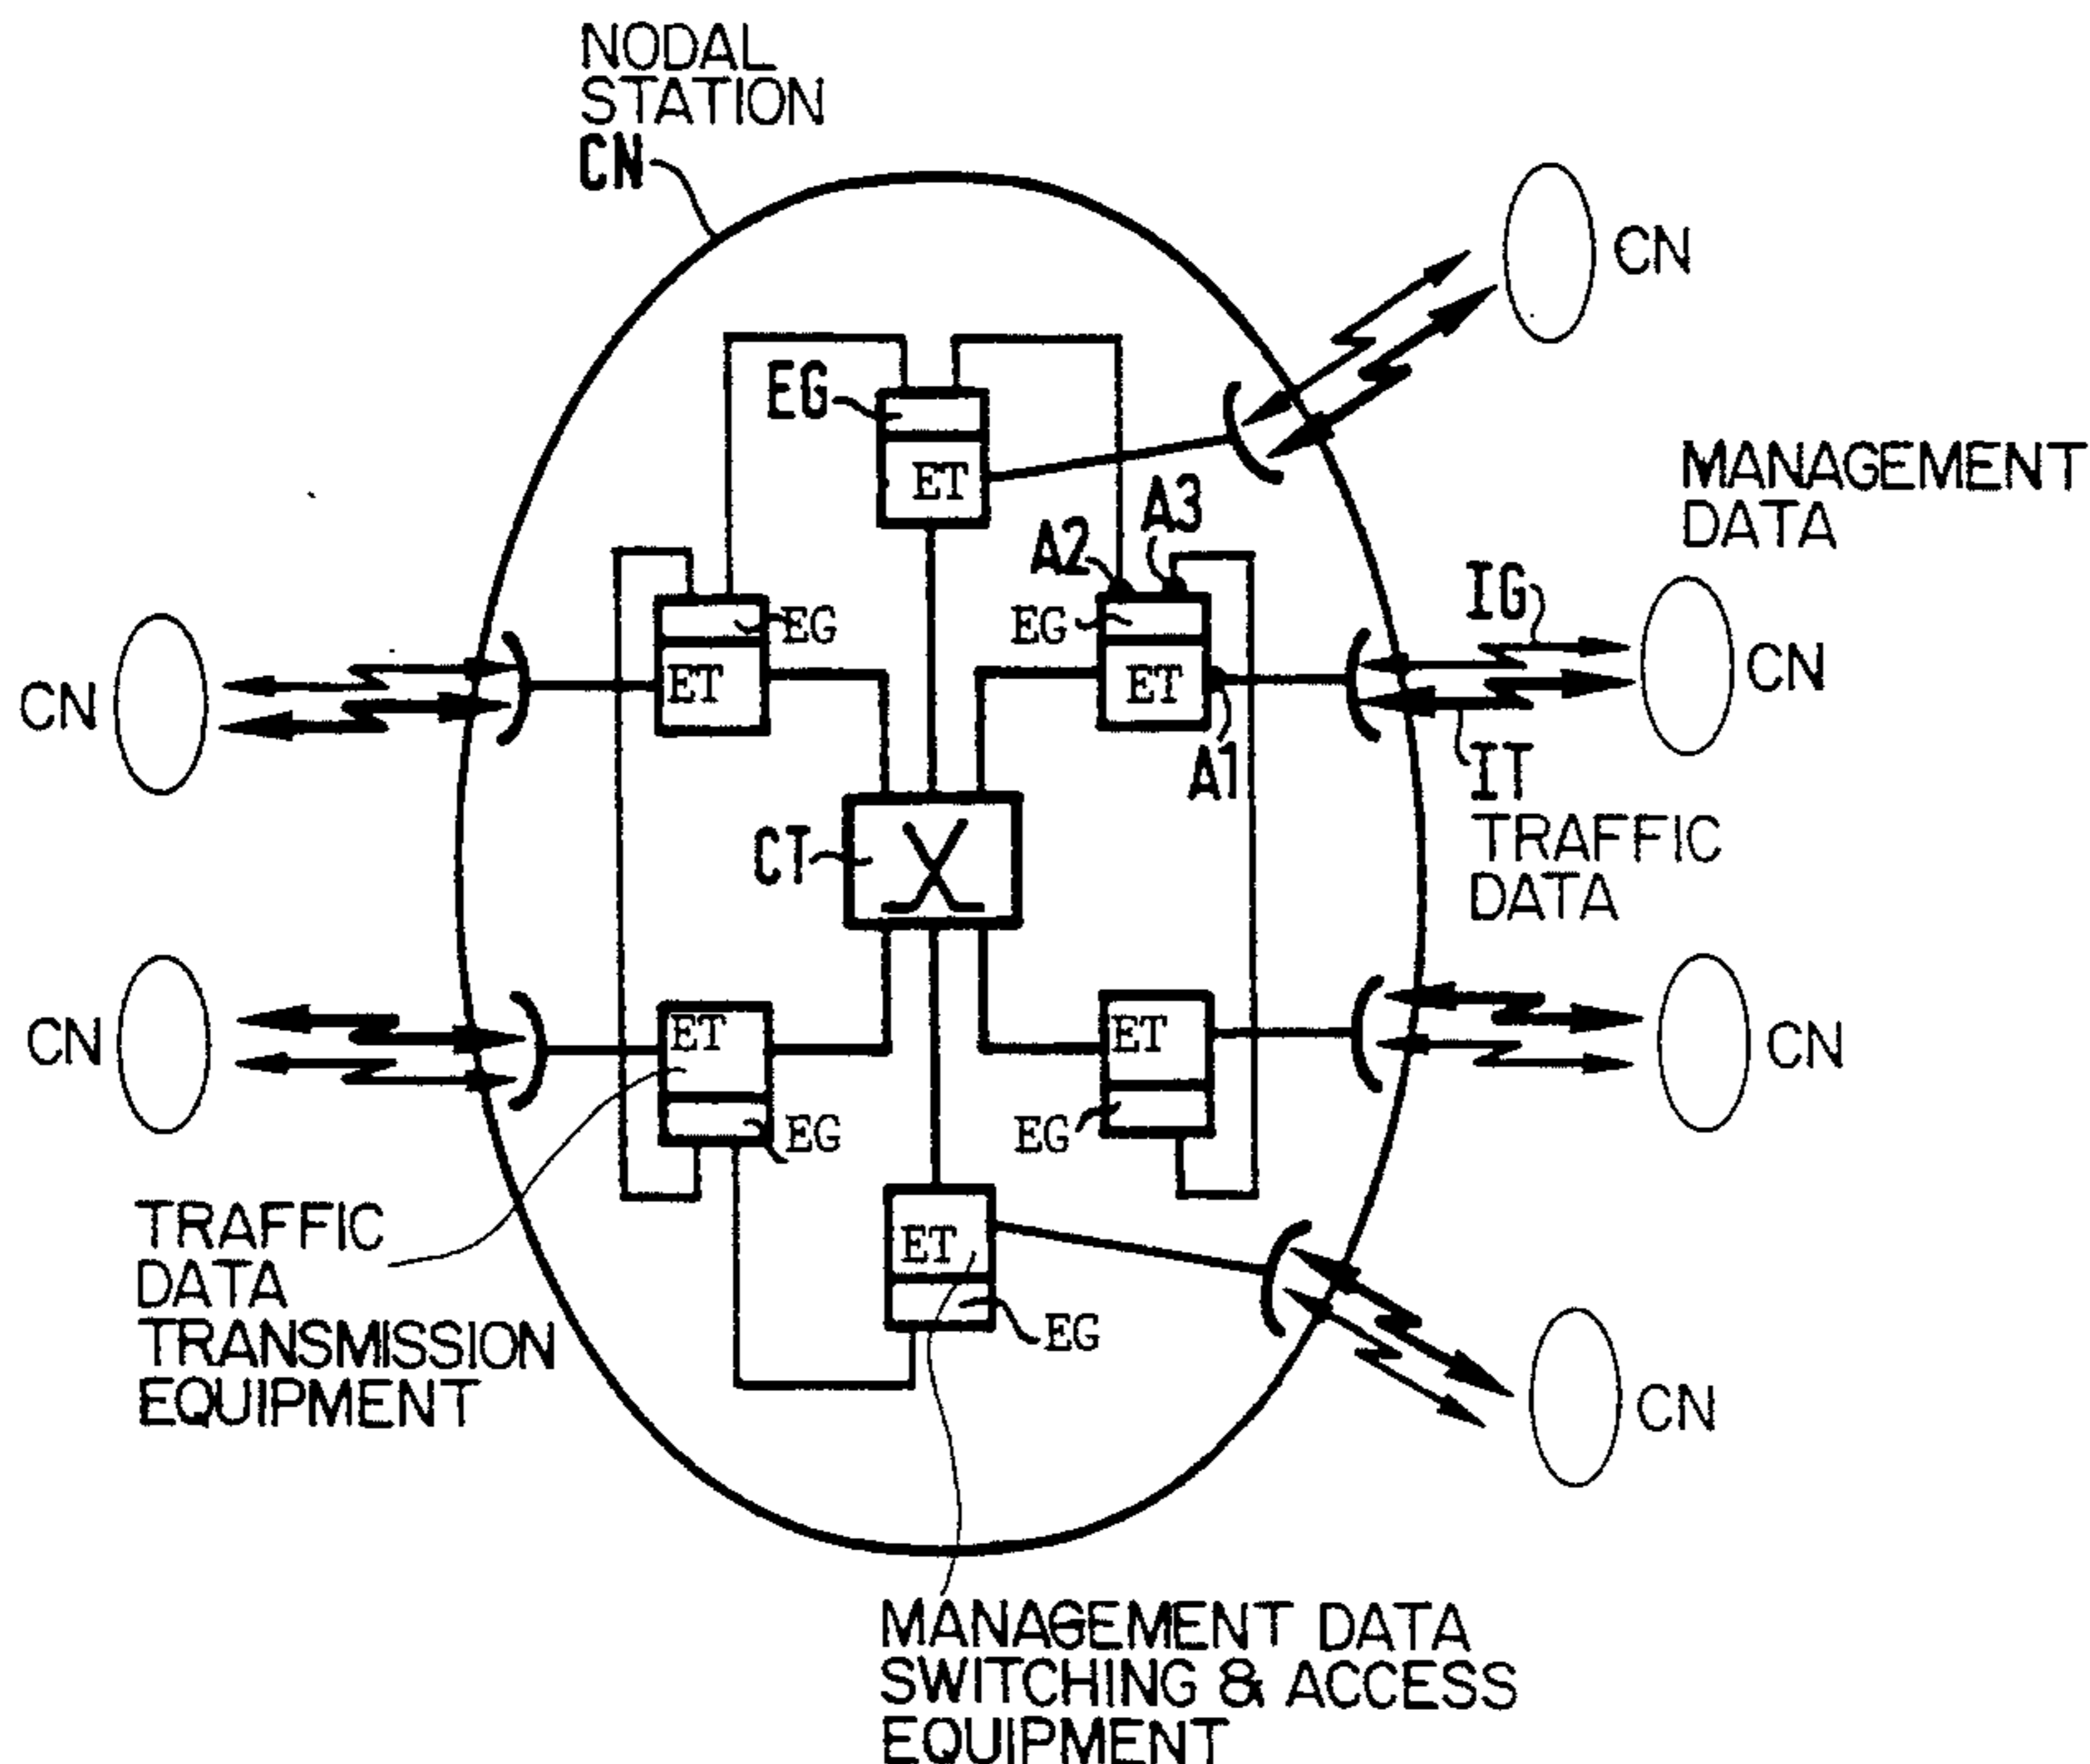 NODAL
STATION
CN
CN
EG
ET
MANAGEMENT
DATA
A3
A2
IG
EG
EG
CN
ET
ET
CN
A1
IT
CT
TRAFFIC
DATA
ET
ET
CN
CN
EG
EG
TRAFFIC
DATA
TRANSMISSION
EQUIPMENT
ET
EG
CN
MANAGEMENT DATA
SWITCHING & ACCESS
EQUIPMENT